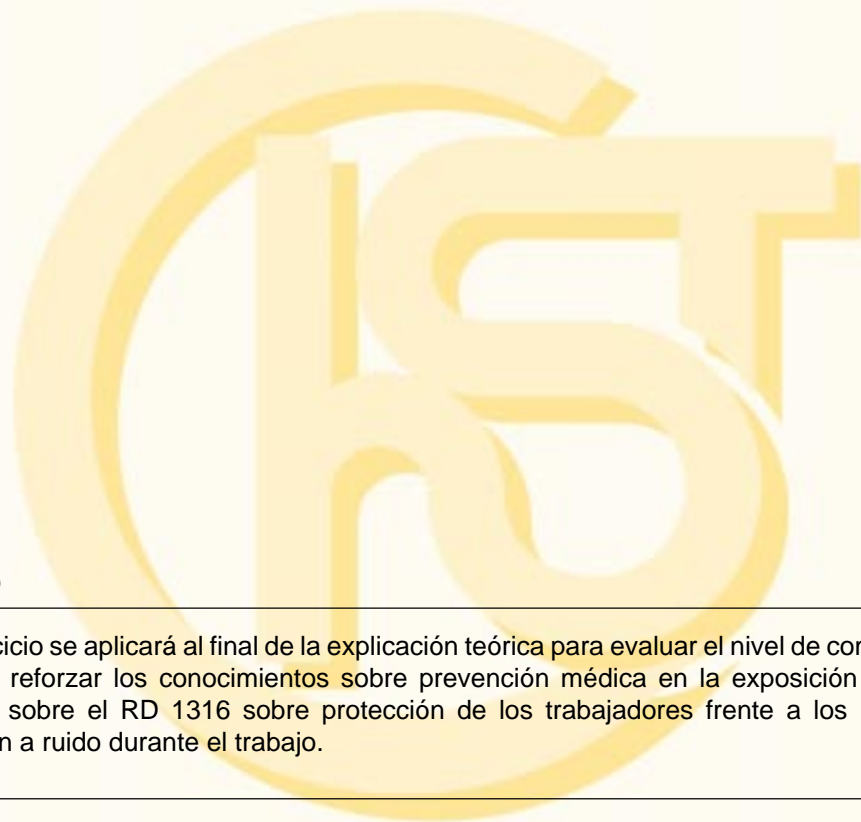 cicio se aplicará al final de la explicación teórica para evaluar el nivel de cor
reforzar los conocimientos sobre prevención médica en la exposición
sobre el RD 1316 sobre protección de los trabajadores frente a los
n a ruido durante el trabajo.